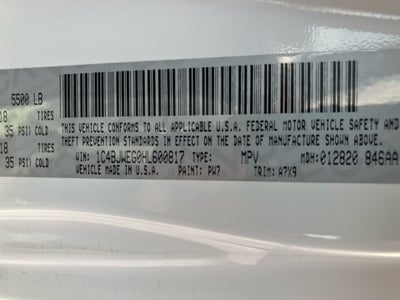 5500 LB
18 TIRES
35 PSI) COLD
18 TIRES
35 PSI) COLD
THIS VEHICLE CONFORMS TO ALL APPLICABLE U.S.A. FEDERAL MOTOR VEHICLE SAFETY AND
THEFT PREVENTION STANDARDS IN EFFECT ON THE DATE OF MANUFACTURE SHOWN ABOVE.
VIN: 1C4BJWEG0HL600817 TYPE: MPV MDH: 012820 846AA
VEHICLE MADE IN U.S.A. PAINT: PW7 TRIM: A7X9